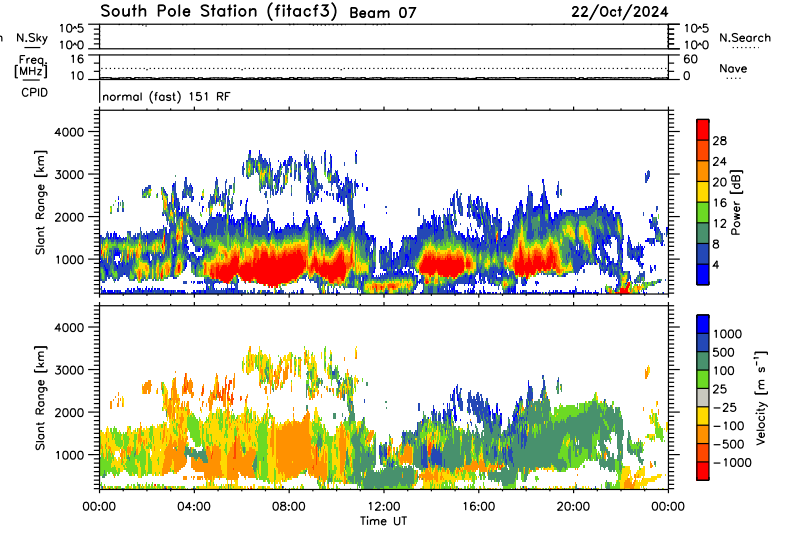 South Pole Station (fitacf3) Beam 07 22/Oct/2024
N.Sky
10^5
10^0
10^5
10^0
N.Search
Freq.
[MHz]
16
10
60
0
Nave
CPID
normal (fast) 151 RF
Slant Range [km]
4000
3000
2000
1000
28
24
20
16
12
8
4
Power [dB]
Slant Range [km]
4000
3000
2000
1000
1000
500
100
25
-25
-100
-500
-1000
Velocity [m s⁻¹]
00:00 04:00 08:00 12:00 16:00 20:00 00:00
Time UT